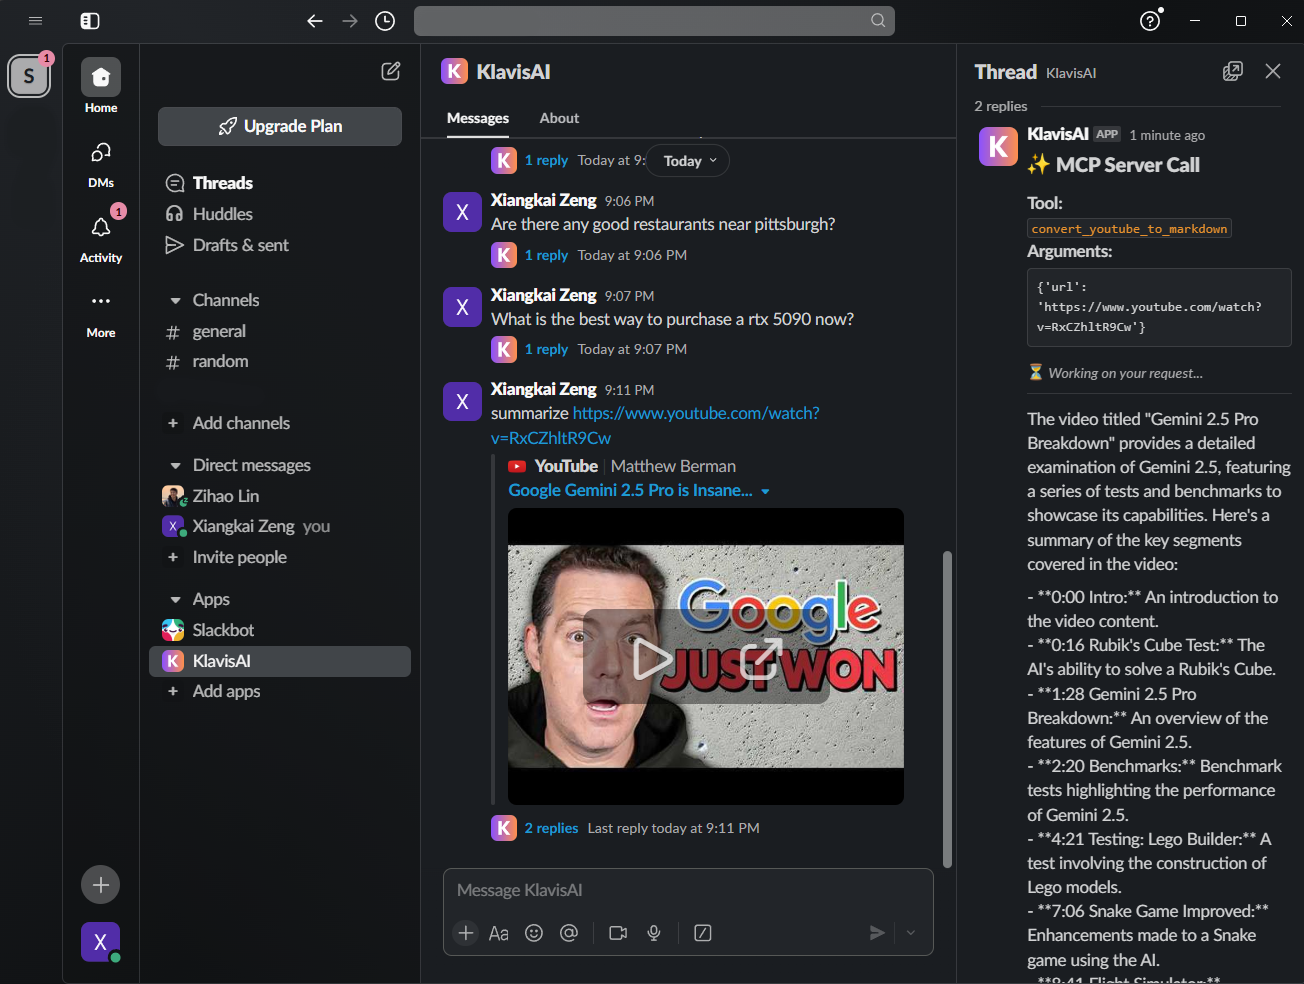 S
1
Home
DMs
1
Activity
More
X
Upgrade Plan
Threads
Huddles
Drafts & sent
Channels
# general
# random
+ Add channels
Direct messages
Zihao Lin
X Xiangkai Zeng you
+ Invite people
Apps
Slackbot
K KlavisAI
+ Add apps
K KlavisAI
Messages About
K 1 reply Today at 9:
Today
X
Xiangkai Zeng 9:06 PM
Are there any good restaurants near pittsburgh?
K 1 reply Today at 9:06 PM
X
Xiangkai Zeng 9:07 PM
What is the best way to purchase a rtx 5090 now?
K 1 reply Today at 9:07 PM
X
Xiangkai Zeng 9:11 PM
summarize https://www.youtube.com/watch?
v=RxCZhltR9Cw
YouTube | Matthew Berman
Google Gemini 2.5 Pro is Insane...
Google
JUST WON
K 2 replies Last reply today at 9:11 PM
Message KlavisAI
Aa
Thread KlavisAI
2 replies
K
KlavisAI APP 1 minute ago
✨ MCP Server Call
Tool:
convert_youtube_to_markdown
Arguments:
{'url':
'https://www.youtube.com/watch?
v=RxCZhltR9Cw'}
⏳ Working on your request...
The video titled "Gemini 2.5 Pro
Breakdown" provides a detailed
examination of Gemini 2.5, featuring
a series of tests and benchmarks to
showcase its capabilities. Here's a
summary of the key segments
covered in the video:
- **0:00 Intro:** An introduction to
the video content.
- **0:16 Rubik's Cube Test:** The
AI's ability to solve a Rubik's Cube.
- **1:28 Gemini 2.5 Pro
Breakdown:** An overview of the
features of Gemini 2.5.
- **2:20 Benchmarks:** Benchmark
tests highlighting the performance
of Gemini 2.5.
- **4:21 Testing: Lego Builder:** A
test involving the construction of
Lego models.
- **7:06 Snake Game Improved:**
Enhancements made to a Snake
game using the AI.
- **8:41 Flight Simulator:**